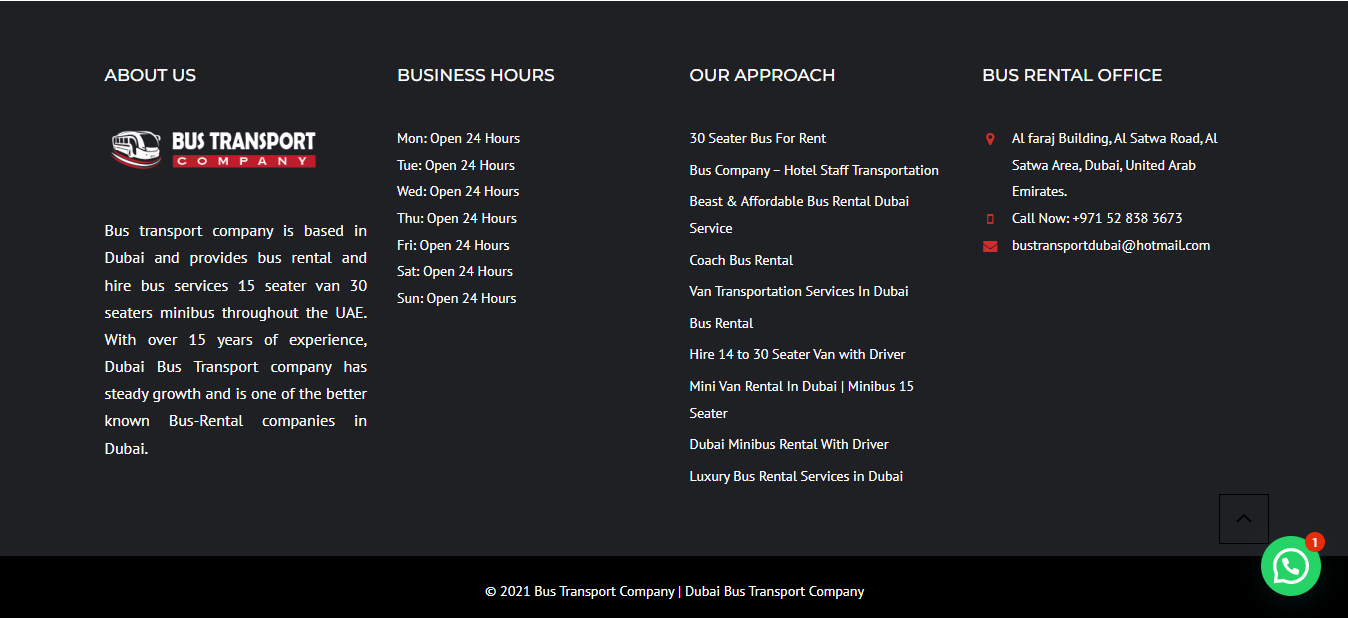 ABOUT US
BUS TRANSPORT
COMPANY
Bus transport company is based in
Dubai and provides bus rental and
hire bus services 15 seater van 30
seaters minibus throughout the UAE.
With over 15 years of experience,
Dubai Bus Transport company has
steady growth and is one of the better
known Bus-Rental companies in
Dubai.
BUSINESS HOURS
Mon: Open 24 Hours
Tue: Open 24 Hours
Wed: Open 24 Hours
Thu: Open 24 Hours
Fri: Open 24 Hours
Sat: Open 24 Hours
Sun: Open 24 Hours
OUR APPROACH
30 Seater Bus For Rent
Bus Company – Hotel Staff Transportation
Beast & Affordable Bus Rental Dubai
Service
Coach Bus Rental
Van Transportation Services In Dubai
Bus Rental
Hire 14 to 30 Seater Van with Driver
Mini Van Rental In Dubai | Minibus 15
Seater
Dubai Minibus Rental With Driver
Luxury Bus Rental Services in Dubai
BUS RENTAL OFFICE
Al faraj Building, Al Satwa Road, Al
Satwa Area, Dubai, United Arab
Emirates.
Call Now: +971 52 838 3673
bustransportdubai@hotmail.com
1
© 2021 Bus Transport Company | Dubai Bus Transport Company